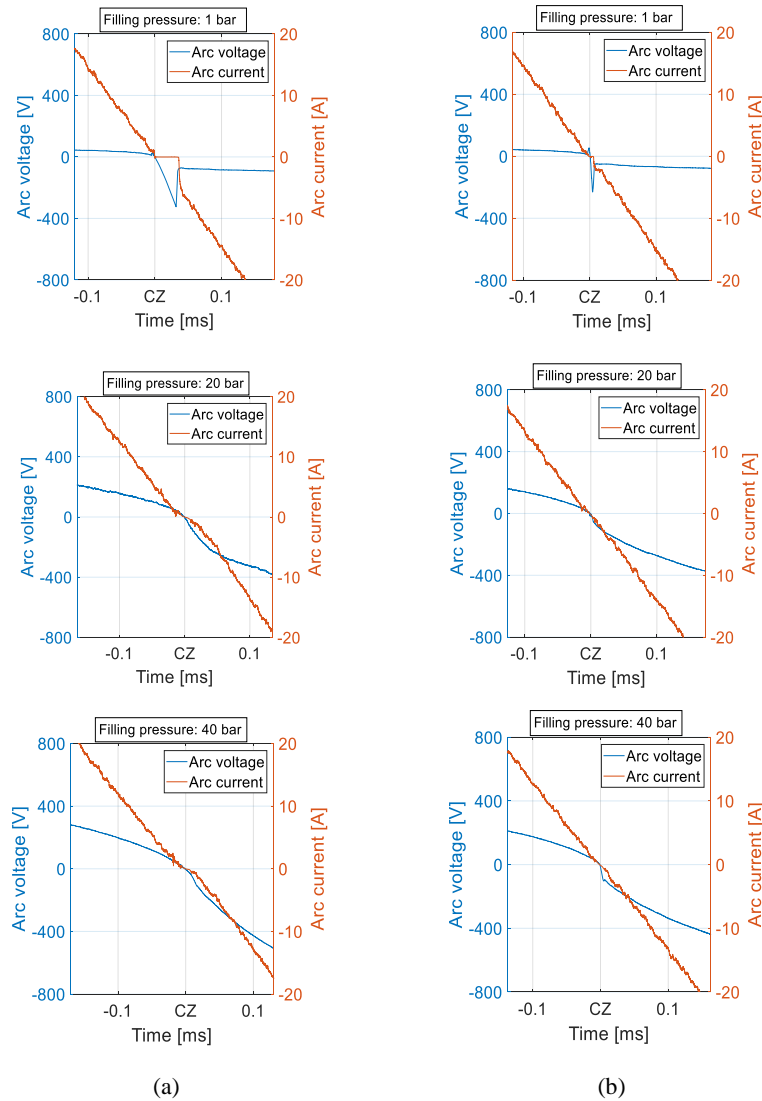 Filling pressure: 1 bar
800
400
0
-400
-800
Arc voltage [V]
Arc voltage
Arc current
20
10
0
-10
-20
Arc current [A]
-0.1 CZ 0.1
Time [ms]
Filling pressure: 1 bar
800
400
0
-400
-800
Arc voltage [V]
Arc voltage
Arc current
20
10
0
-10
-20
Arc current [A]
-0.1 CZ 0.1
Time [ms]
Filling pressure: 20 bar
800
400
0
-400
-800
Arc voltage [V]
Arc voltage
Arc current
20
10
0
-10
-20
Arc current [A]
-0.1 CZ 0.1
Time [ms]
Filling pressure: 20 bar
800
400
0
-400
-800
Arc voltage [V]
Arc voltage
Arc current
20
10
0
-10
-20
Arc current [A]
-0.1 CZ 0.1
Time [ms]
Filling pressure: 40 bar
800
400
0
-400
-800
Arc voltage [V]
Arc voltage
Arc current
20
10
0
-10
-20
Arc current [A]
-0.1 CZ 0.1
Time [ms]
Filling pressure: 40 bar
800
400
0
-400
-800
Arc voltage [V]
Arc voltage
Arc current
20
10
0
-10
-20
Arc current [A]
-0.1 CZ 0.1
Time [ms]
(a)
(b)